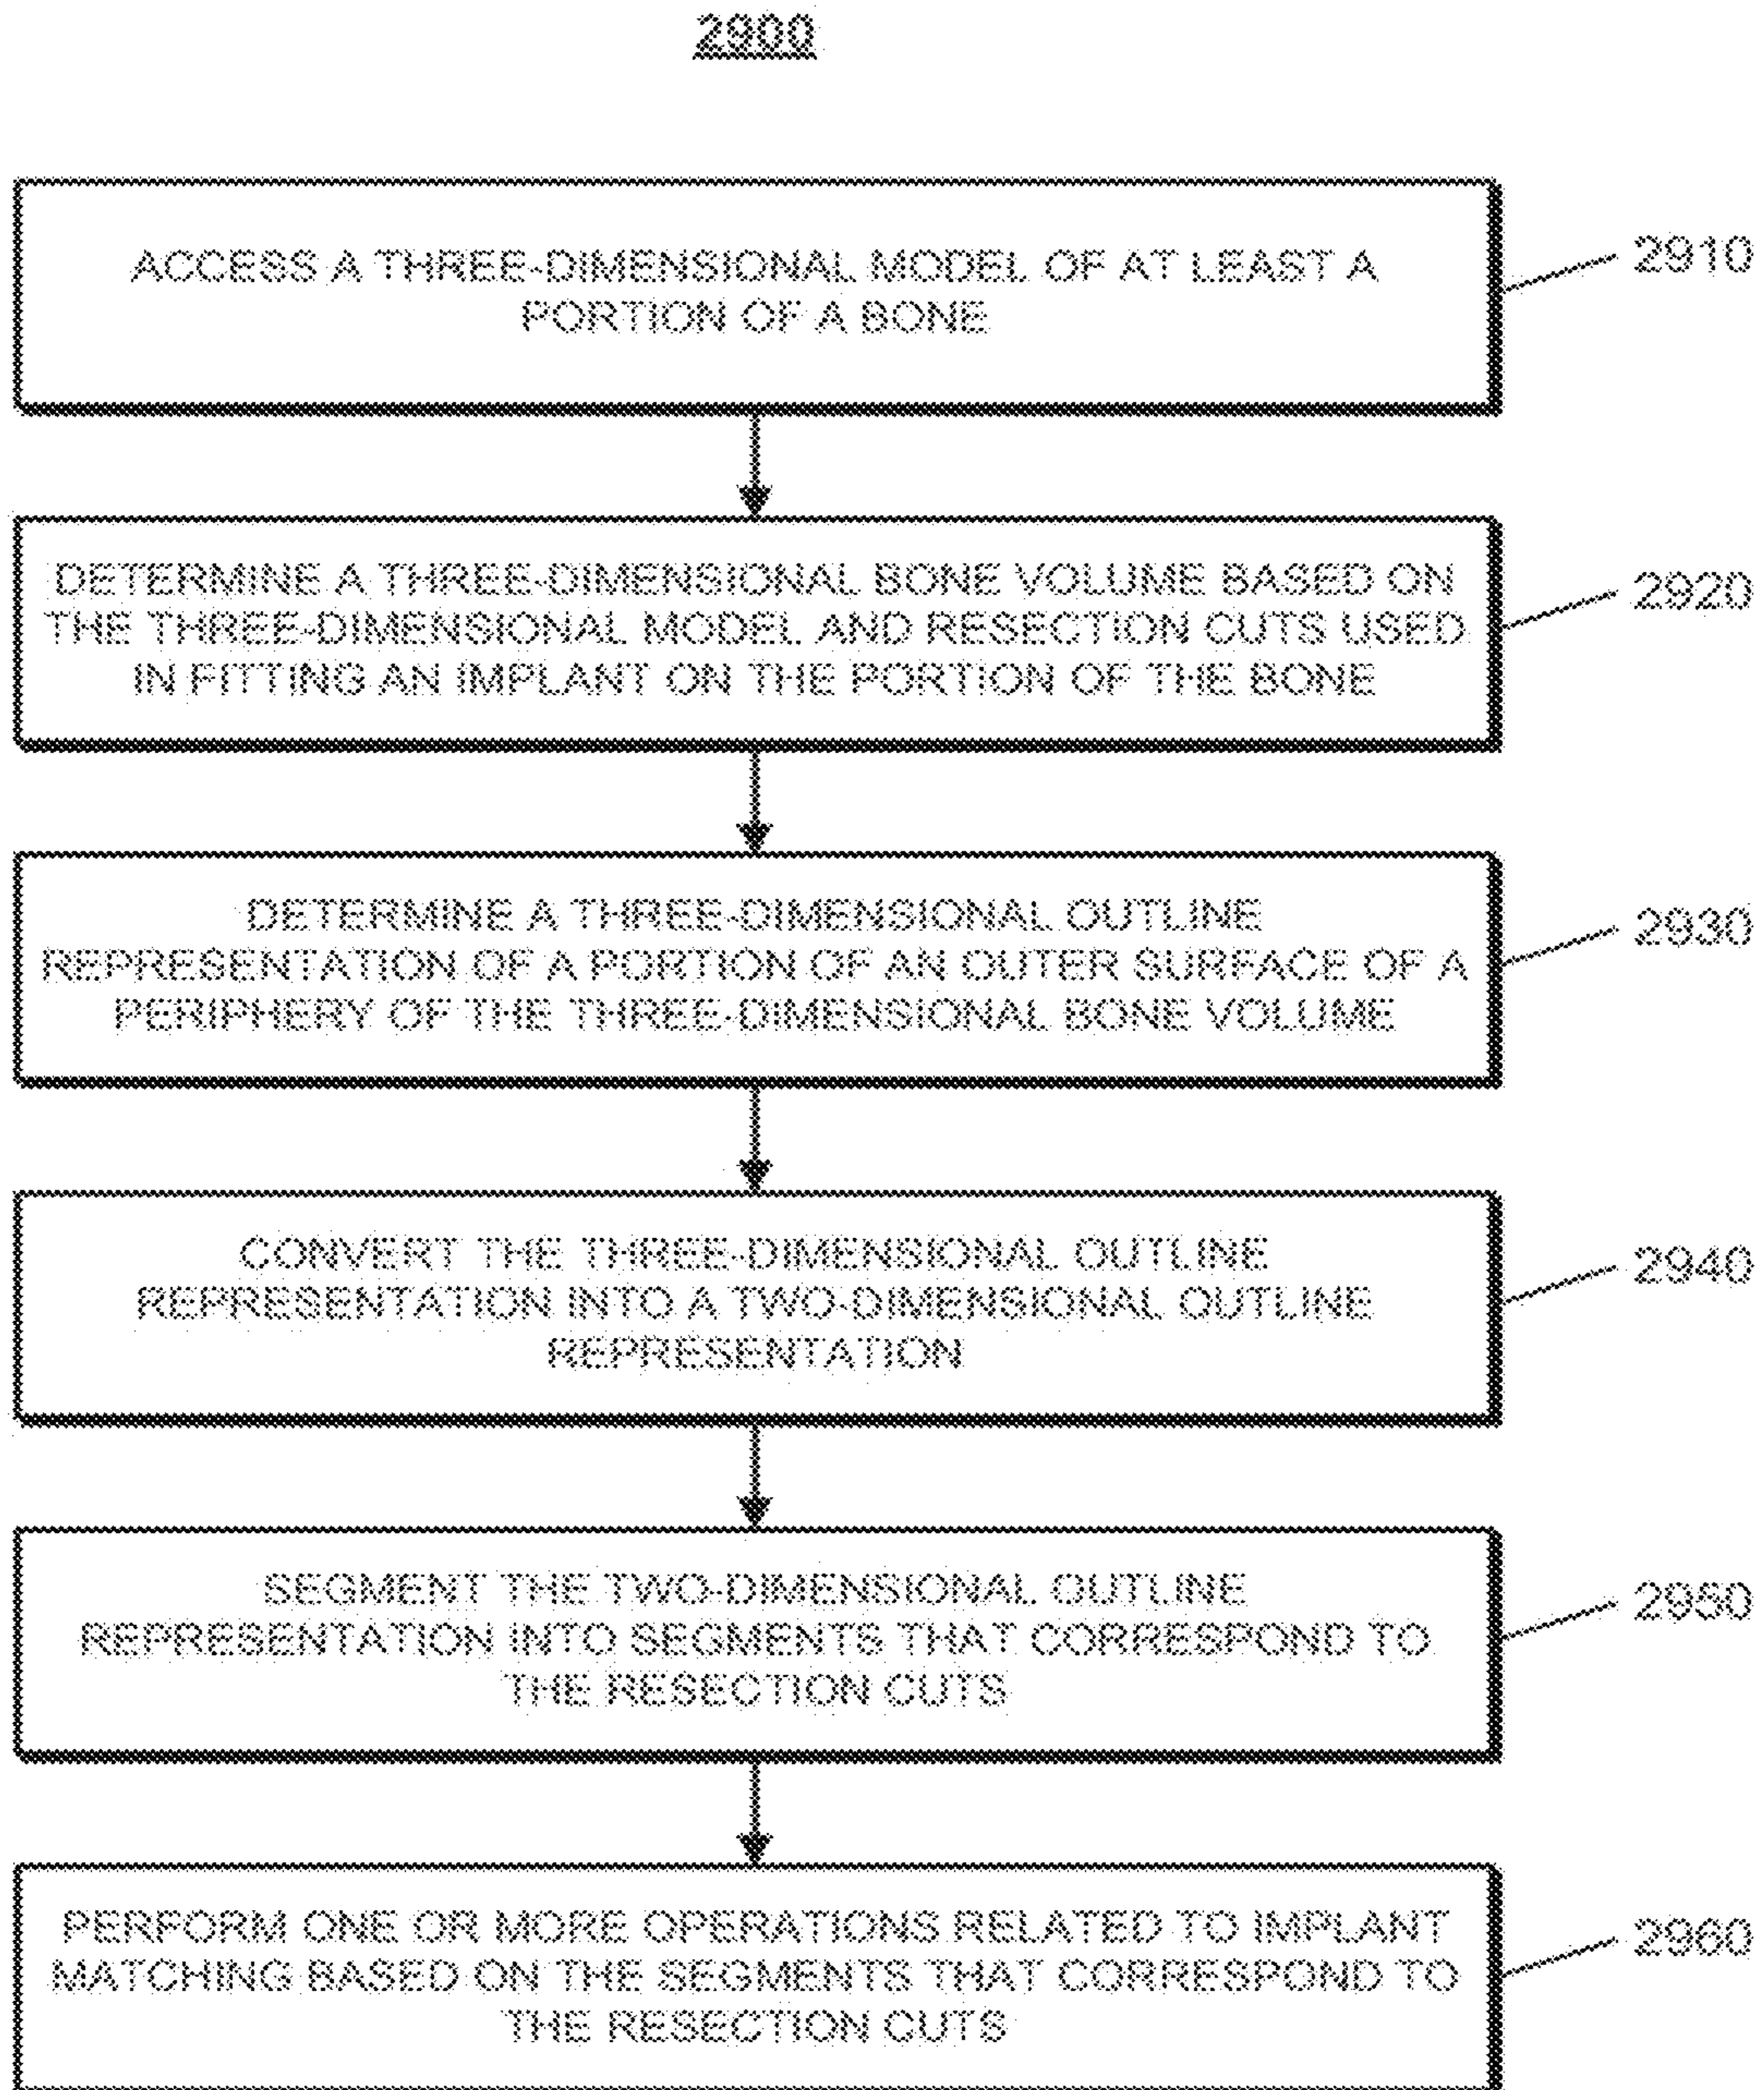 2900
ACCESS A THREE-DIMENSIONAL MODEL OF AT LEAST A
PORTION OF A BONE
2910
DETERMINE A THREE-DIMENSIONAL BONE VOLUME BASED ON
THE THREE-DIMENSIONAL MODEL AND RESECTION CUTS USED
IN FITTING AN IMPLANT ON THE PORTION OF THE BONE
2920
DETERMINE A THREE-DIMENSIONAL OUTLINE
REPRESENTATION OF A PORTION OF AN OUTER SURFACE OF A
PERIPHERY OF THE THREE-DIMENSIONAL BONE VOLUME
2930
CONVERT THE THREE-DIMENSIONAL OUTLINE
REPRESENTATION INTO A TWO-DIMENSIONAL OUTLINE
REPRESENTATION
2940
SEGMENT THE TWO-DIMENSIONAL OUTLINE
REPRESENTATION INTO SEGMENTS THAT CORRESPOND TO
THE RESECTION CUTS
2950
PERFORM ONE OR MORE OPERATIONS RELATED TO IMPLANT
MATCHING BASED ON THE SEGMENTS THAT CORRESPOND TO
THE RESECTION CUTS
2960